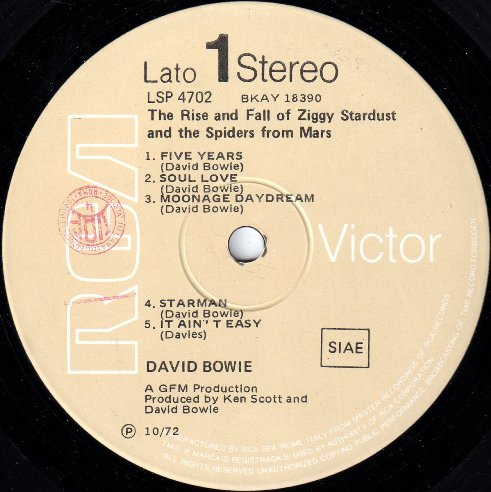 Lato 1 Stereo
LSP 4702 BKAY 18390
The Rise and Fall of Ziggy Stardust
and the Spiders from Mars
1. FIVE YEARS
(David Bowie)
2. SOUL LOVE
(David Bowie)
3. MOONAGE DAYDREAM
(David Bowie)
RCA Victor
4. STARMAN
(David Bowie)
5. IT AIN'T EASY
(Davies)
SIAE
DAVID BOWIE
A GFM Production
Produced by Ken Scott and
David Bowie
Ⓟ 10/72
MANUFACTURED BY RCA SPA, ROME, ITALY FROM MASTER RECORDINGS OF RCA RECORDS
TM(S) ® MARCA(S) REGISTRADA(S) USED BY AUTHORITY OF RCA CORPORATION
ALL RIGHTS RESERVED UNAUTHORIZED COPYING PUBLIC PERFORMANCE BROADCASTING OF THIS RECORD FORBIDDEN